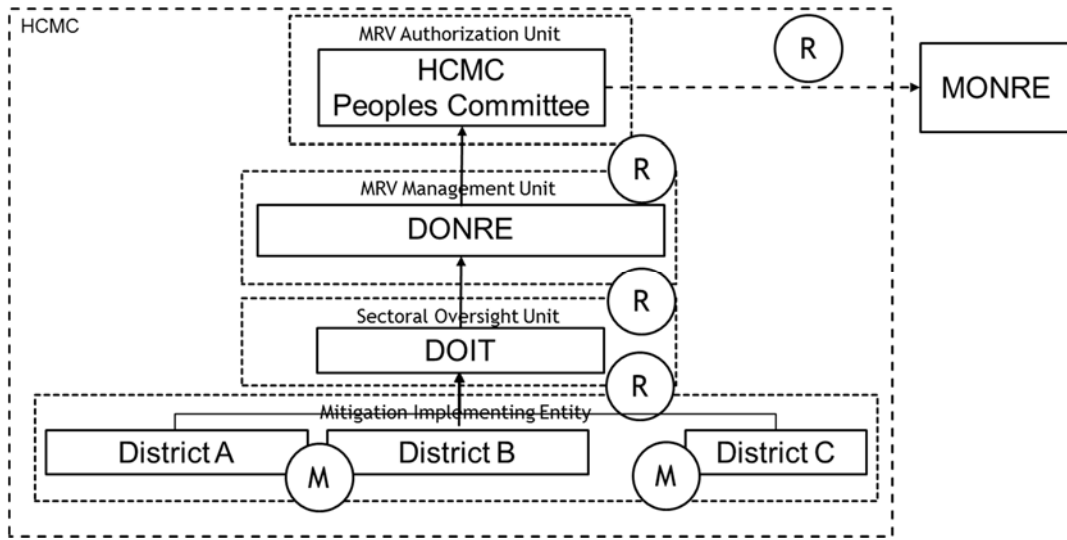 HCMC
MRV Authorization Unit
R
HCMC
Peoples Committee
MONRE
R
MRV Management Unit
DONRE
R
Sectoral Oversight Unit
DOIT
R
Mitigation Implementing Entity
District A
District B
District C
M
M